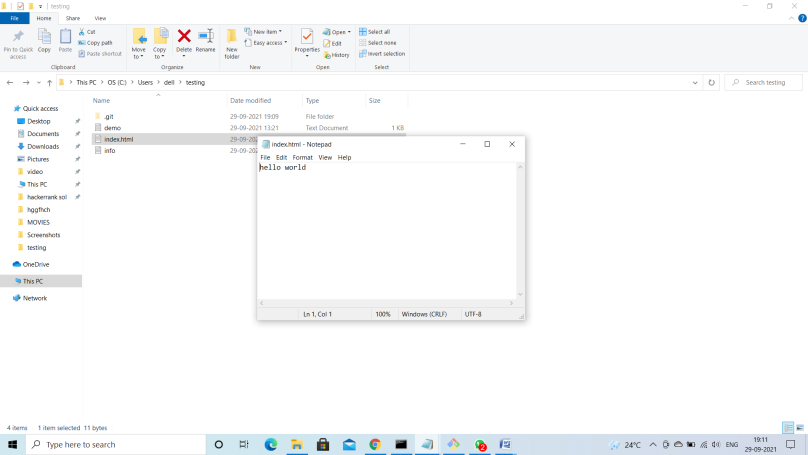 testing
File Home Share View
Pin to Quick access
Copy
Paste
Cut
Copy path
Paste shortcut
Clipboard
Move to
Copy to
Delete
Rename
Organize
New folder
New item
Easy access
New
Properties
Open
Edit
History
Open
Select all
Select none
Invert selection
Select
This PC > OS (C:) > Users > dell > testing
Search testing
Name Date modified Type Size
.git 29-09-2021 19:09 File folder
demo 29-09-2021 13:21 Text Document 1 KB
index.html 29-09-202
info 29-09-202
Quick access
Desktop
Documents
Downloads
Pictures
video
This PC
hackerrank sol
hggfhch
MOVIES
Screenshots
testing
OneDrive
This PC
Network
index.html - Notepad
File Edit Format View Help
hello world
Ln 1, Col 1 100% Windows (CRLF) UTF-8
4 items 1 item selected 11 bytes
Type here to search
2
24°C
ENG
19:11
29-09-2021